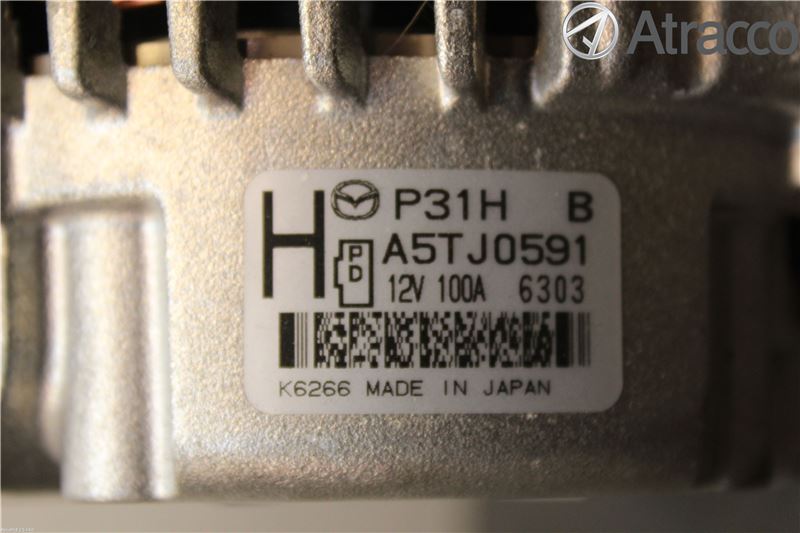 Atracco
H P31H B
PD A5TJ0591
12V 100A 6303
K6266 MADE IN JAPAN